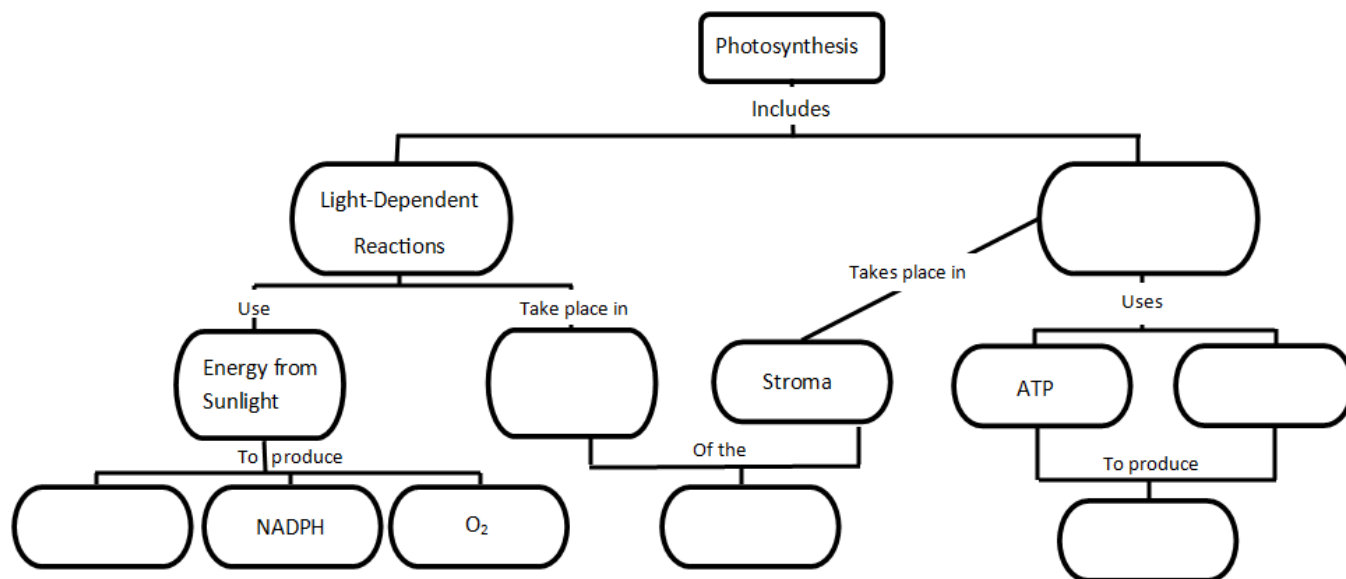 Photosynthesis
Includes
Light-Dependent
Reactions
Takes place in
Use
Take place in
Uses
Energy from
Sunlight
Stroma
ATP
To produce
Of the
To produce
NADPH
O₂